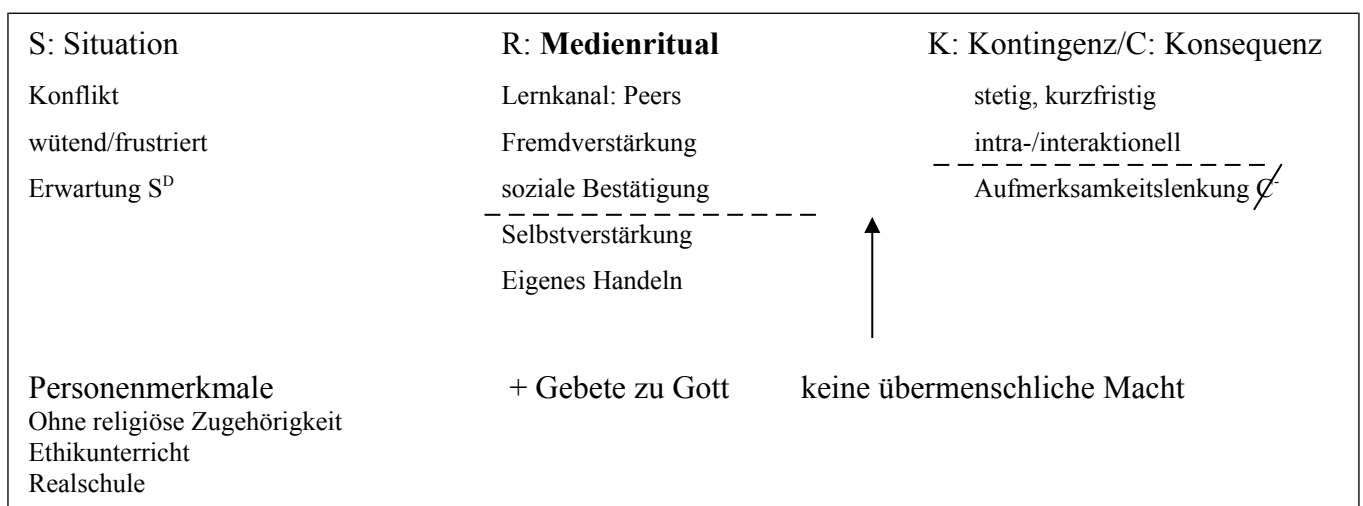 S: Situation R: Medienritual K: Kontingenz/C: Konsequenz
Konflikt Lernkanal: Peers stetig, kurzfristig
wütend/frustriert Fremdverstärkung intra-/interaktionell
Erwartung Sᴰ soziale Bestätigung Aufmerksamkeitslenkung C̸⁻
Selbstverstärkung
Eigenes Handeln
Personenmerkmale + Gebete zu Gott keine übermenschliche Macht
Ohne religiöse Zugehörigkeit
Ethikunterricht
Realschule